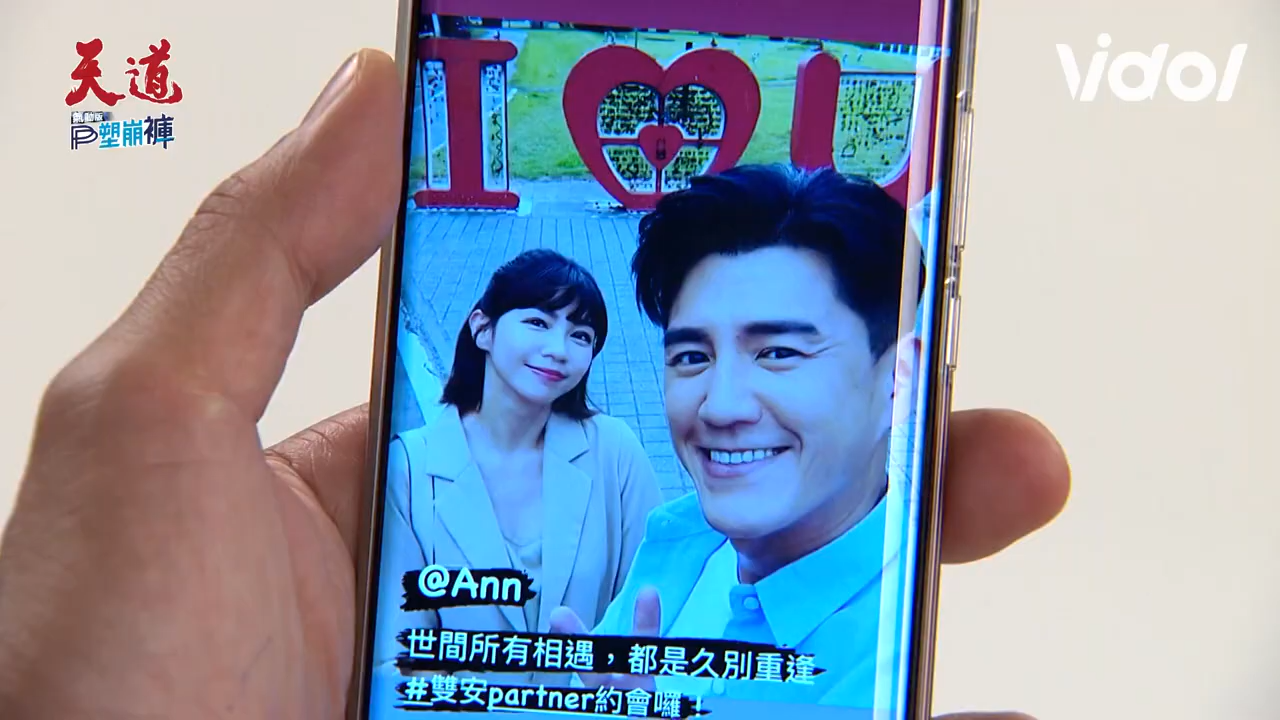 天道
氣動版
P塑崩褲
Vidol
I U
@Ann
世間所有相遇，都是久別重逢
#雙安partner約會囉！